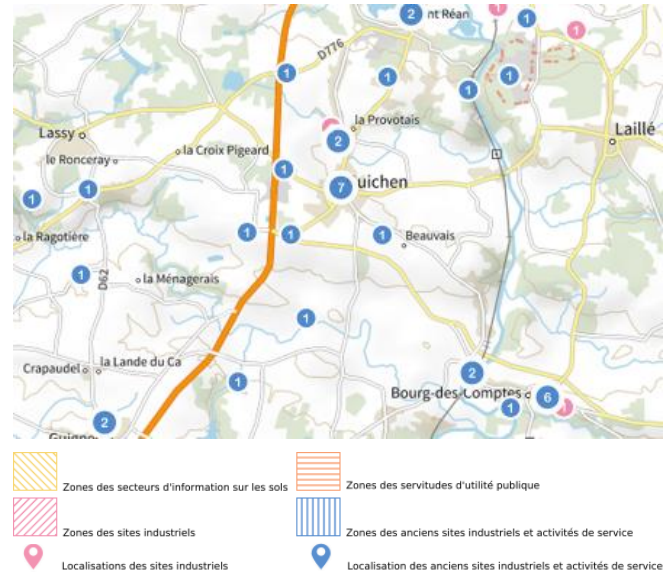 2
nt Réan
1
1
1
D776
1
1
1
1
la Provotais
Lassy
2
Laillé
le Ronceray
la Croix Pigeard
1
1
1
7
uichen
1
1
1
Beauvais
la Ragotière
1
la Ménagerais
D62
1
Crapaudel
la Lande du Ca
1
2
Bourg-des-Comptes
6
1
2
Guigne
Zones des secteurs d'information sur les sols
Zones des servitudes d'utilité publique
Zones des sites industriels
Zones des anciens sites industriels et activités de service
Localisations des sites industriels
Localisation des anciens sites industriels et activités de service